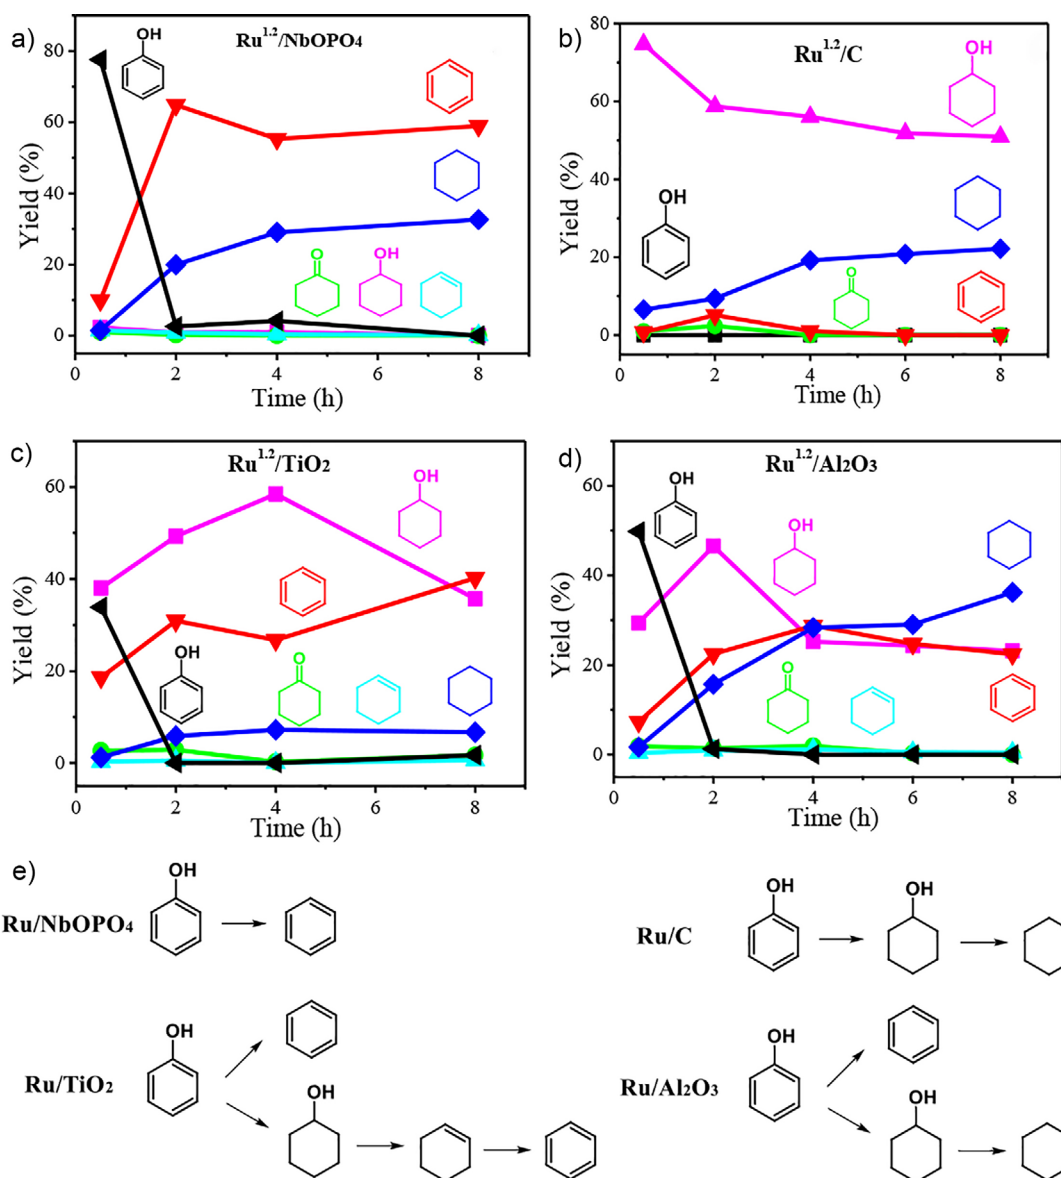 a)
Ru1.2/NbOPO4
OH
O
OH
Yield (%)
80
60
40
20
0
0 2 4 6 8
Time (h)
b)
Ru1.2/C
OH
OH
O
Yield (%)
80
60
40
20
0
0 2 4 6 8
Time (h)
c)
Ru1.2/TiO2
OH
OH
O
Yield (%)
60
40
20
0
0 2 4 6 8
Time (h)
d)
Ru1.2/Al2O3
OH
OH
O
Yield (%)
60
40
20
0
0 2 4 6 8
Time (h)
e)
OH
Ru/NbOPO4
OH
OH
Ru/C
OH
Ru/TiO2
OH
OH
Ru/Al2O3
OH